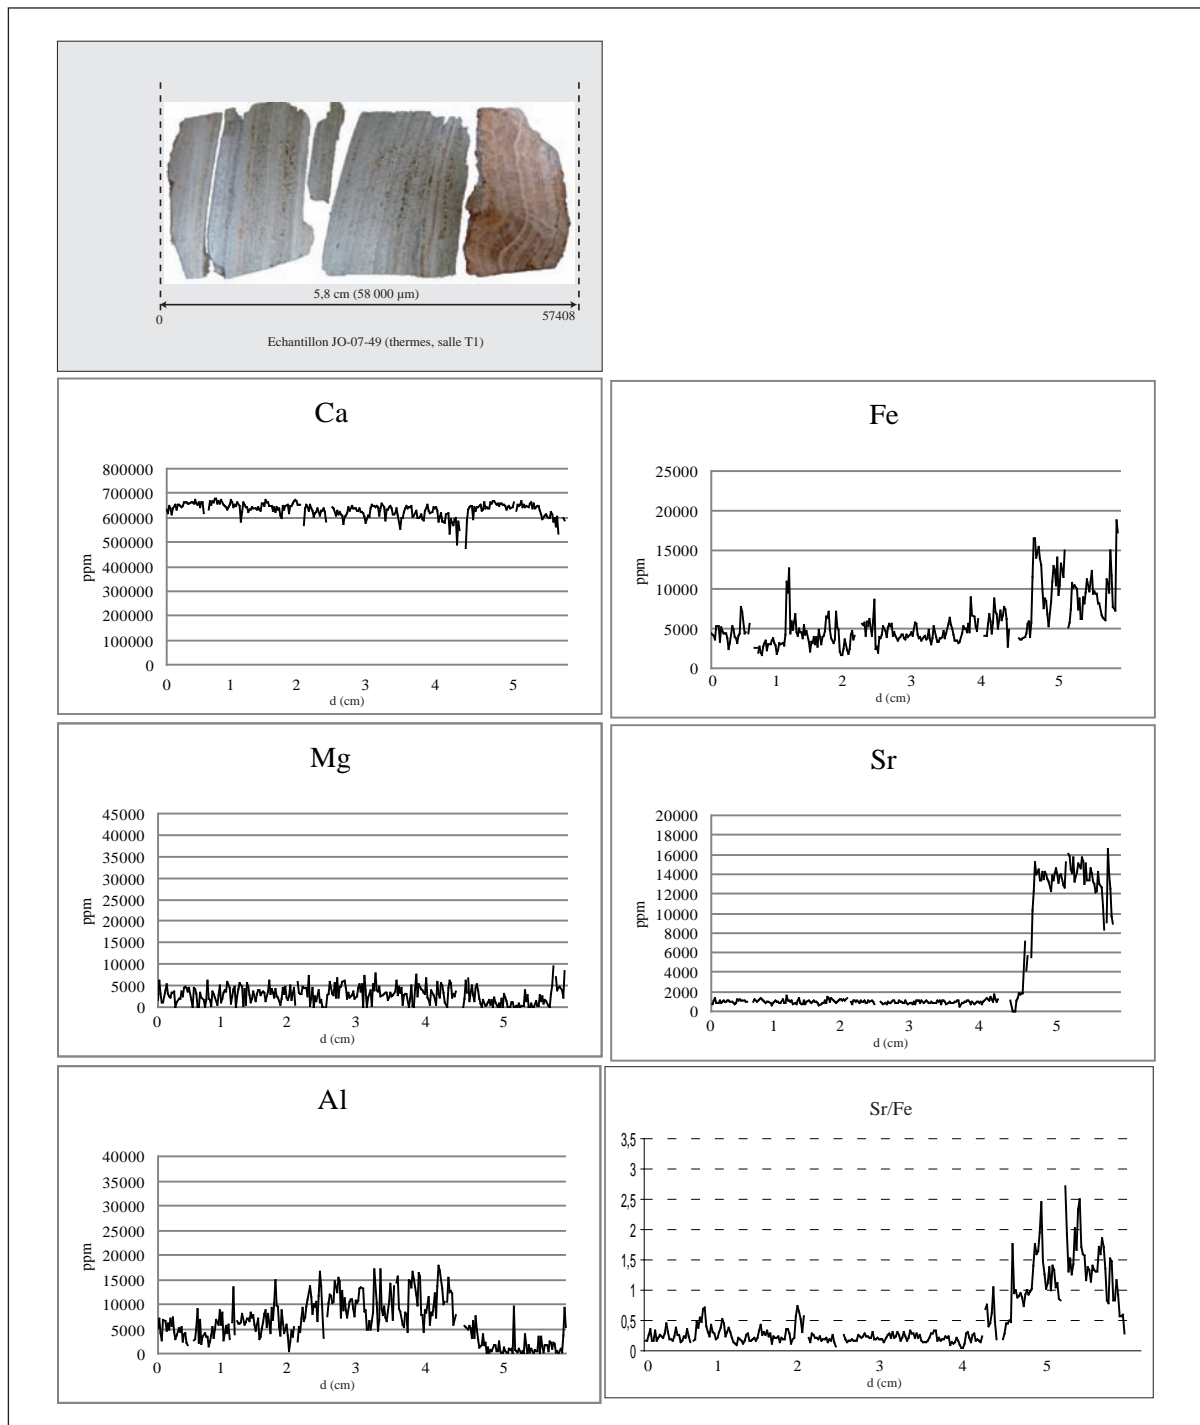 5,8 cm (58 000 µm)
0
57408
Echantillon JO-07-49 (thermes, salle T1)
Ca
800000
700000
600000
500000
400000
300000
200000
100000
0
ppm
0 1 2 3 4 5
d (cm)
Fe
25000
20000
15000
10000
5000
0
ppm
0 1 2 3 4 5
d (cm)
Mg
45000
40000
35000
30000
25000
20000
15000
10000
5000
0
ppm
0 1 2 3 4 5
d (cm)
Sr
20000
18000
16000
14000
12000
10000
8000
6000
4000
2000
0
ppm
0 1 2 3 4 5
d (cm)
Al
40000
35000
30000
25000
20000
15000
10000
5000
0
ppm
0 1 2 3 4 5
d (cm)
Sr/Fe
3,5
3
2,5
2
1,5
1
0,5
0
0 1 2 3 4 5
d (cm)